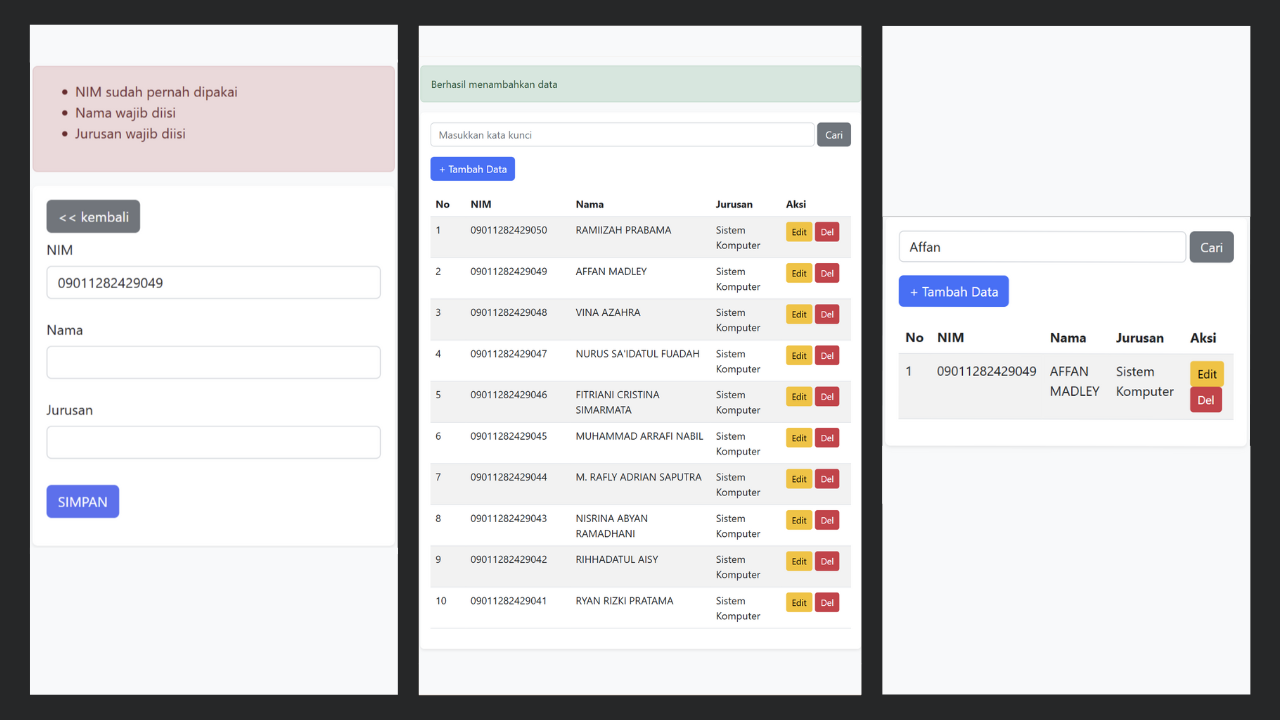 NIM sudah pernah dipakai
Nama wajib diisi
Jurusan wajib diisi
<< kembali
NIM
09011282429049
Nama
Jurusan
SIMPAN
Berhasil menambahkan data
Masukkan kata kunci Cari
+ Tambah Data
No NIM Nama Jurusan Aksi
1 09011282429050 RAMIIZAH PRABAMA Sistem Edit Del
Komputer
2 09011282429049 AFFAN MADLEY Sistem Edit Del
Komputer
3 09011282429048 VINA AZAHRA Sistem Edit Del
Komputer
4 09011282429047 NURUS SA'IDATUL FUADAH Sistem Edit Del
Komputer
5 09011282429046 FITRIANI CRISTINA Sistem Edit Del
SIMARMATA Komputer
6 09011282429045 MUHAMMAD ARRAFI NABIL Sistem Edit Del
Komputer
7 09011282429044 M. RAFLY ADRIAN SAPUTRA Sistem Edit Del
Komputer
8 09011282429043 NISRINA ABYAN Sistem Edit Del
RAMADHANI Komputer
9 09011282429042 RIHHADATUL AISY Sistem Edit Del
Komputer
10 09011282429041 RYAN RIZKI PRATAMA Sistem Edit Del
Komputer
Affan Cari
+ Tambah Data
No NIM Nama Jurusan Aksi
1 09011282429049 AFFAN Sistem Edit
MADLEY Komputer Del